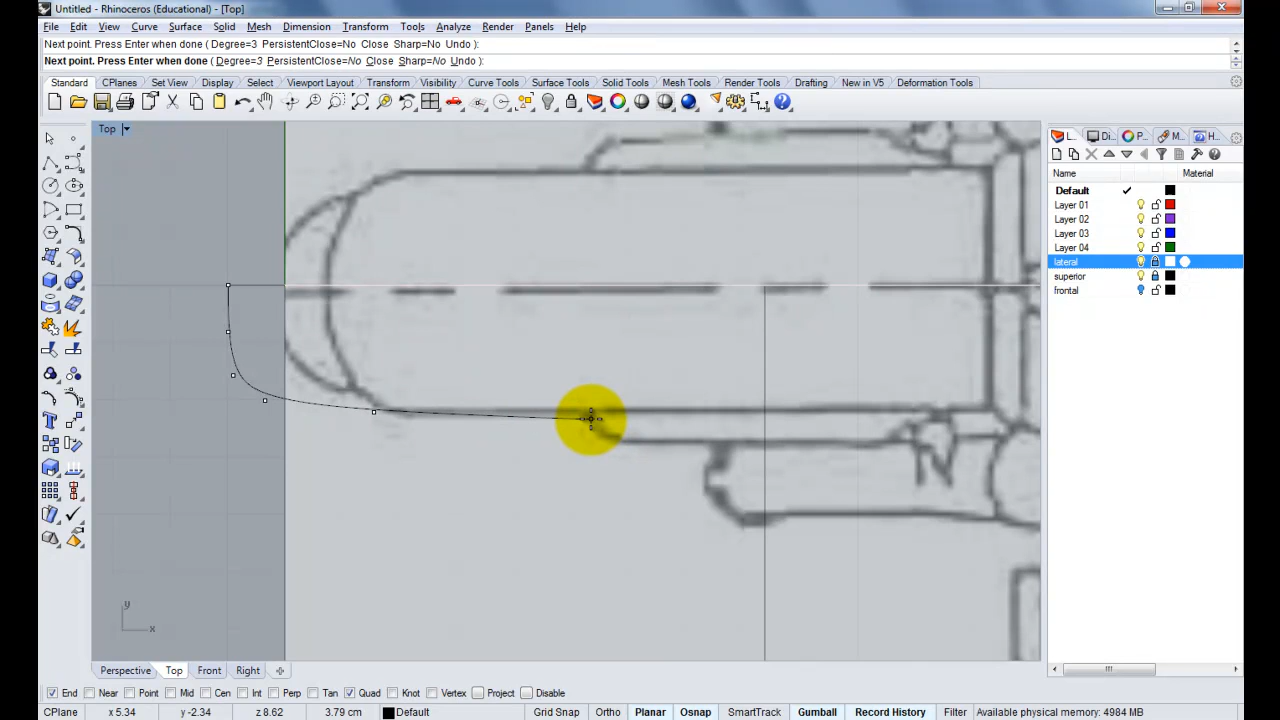 Untitled - Rhinoceros (Educational) - [Top]
File Edit View Curve Surface Solid Mesh Dimension Transform Tools Analyze Render Panels Help
Next point. Press Enter when done ( Degree=3 PersistentClose=No Close Sharp=No Undo ):
Next point. Press Enter when done ( Degree=3 PersistentClose=No Close Sharp=No Undo ):
Standard CPlanes Set View Display Select Viewport Layout Transform Visibility Curve Tools Surface Tools Solid Tools Mesh Tools Render Tools Drafting New in V5 Deformation Tools
Top
L... Di... P... M... H...
Name Material
Default
Layer 01
Layer 02
Layer 03
Layer 04
lateral
superior
frontal
y
x
Perspective Top Front Right
End Near Point Mid Cen Int Perp Tan Quad Knot Vertex Project Disable
CPlane x 5.34 y -2.34 z 8.62 3.79 cm Default Grid Snap Ortho Planar Osnap SmartTrack Gumball Record History Filter Available physical memory: 4984 MB